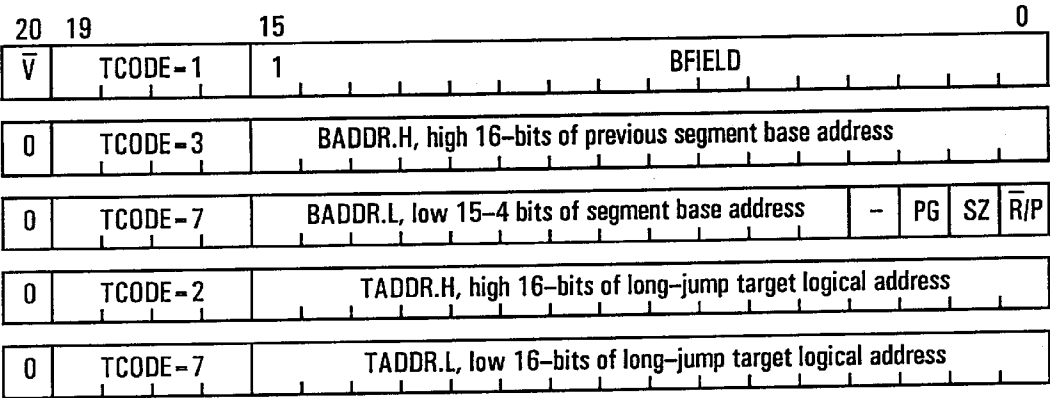 20 19 15 0
V̅ TCODE=1 1 BFIELD
0 TCODE=3 BADDR.H, high 16-bits of previous segment base address
0 TCODE=7 BADDR.L, low 15-4 bits of segment base address - PG SZ R̅/P
0 TCODE=2 TADDR.H, high 16-bits of long-jump target logical address
0 TCODE=7 TADDR.L, low 16-bits of long-jump target logical address